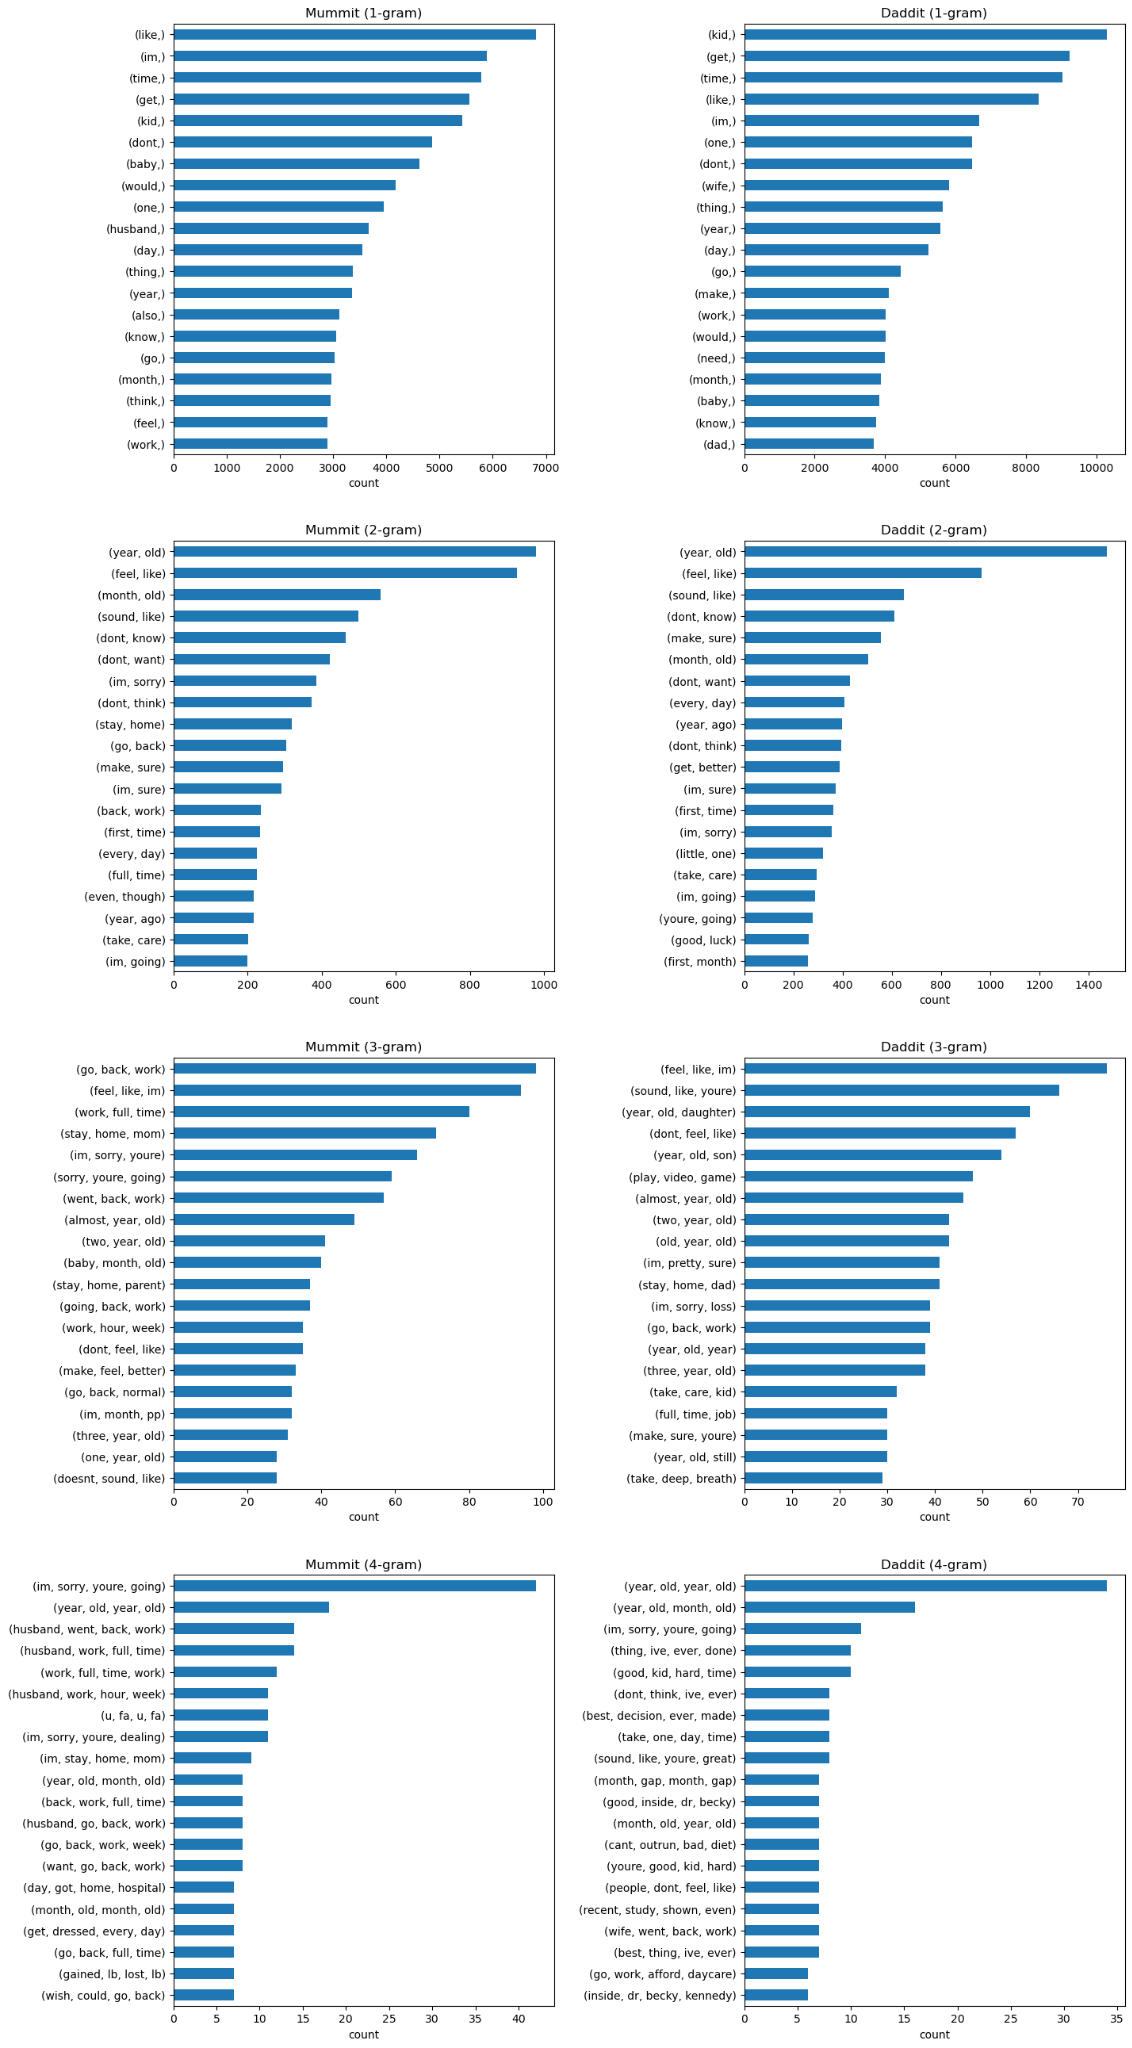 Mummit (1-gram)
(like,)
(im,)
(time,)
(get,)
(kid,)
(dont,)
(baby,)
(would,)
(one,)
(husband,)
(day,)
(thing,)
(year,)
(also,)
(know,)
(go,)
(month,)
(think,)
(feel,)
(work,)
0 1000 2000 3000 4000 5000 6000 7000
count
Daddit (1-gram)
(kid,)
(get,)
(time,)
(like,)
(im,)
(one,)
(dont,)
(wife,)
(thing,)
(year,)
(day,)
(go,)
(make,)
(work,)
(would,)
(need,)
(month,)
(baby,)
(know,)
(dad,)
0 2000 4000 6000 8000 10000
count
Mummit (2-gram)
(year, old)
(feel, like)
(month, old)
(sound, like)
(dont, know)
(dont, want)
(im, sorry)
(dont, think)
(stay, home)
(go, back)
(make, sure)
(im, sure)
(back, work)
(first, time)
(every, day)
(full, time)
(even, though)
(year, ago)
(take, care)
(im, going)
0 200 400 600 800 1000
count
Daddit (2-gram)
(year, old)
(feel, like)
(sound, like)
(dont, know)
(make, sure)
(month, old)
(dont, want)
(every, day)
(year, ago)
(dont, think)
(get, better)
(im, sure)
(first, time)
(im, sorry)
(little, one)
(take, care)
(im, going)
(youre, going)
(good, luck)
(first, month)
0 200 400 600 800 1000 1200 1400
count
Mummit (3-gram)
(go, back, work)
(feel, like, im)
(work, full, time)
(stay, home, mom)
(im, sorry, youre)
(sorry, youre, going)
(went, back, work)
(almost, year, old)
(two, year, old)
(baby, month, old)
(stay, home, parent)
(going, back, work)
(work, hour, week)
(dont, feel, like)
(make, feel, better)
(go, back, normal)
(im, month, pp)
(three, year, old)
(one, year, old)
(doesnt, sound, like)
0 20 40 60 80 100
count
Daddit (3-gram)
(feel, like, im)
(sound, like, youre)
(year, old, daughter)
(dont, feel, like)
(year, old, son)
(play, video, game)
(almost, year, old)
(two, year, old)
(old, year, old)
(im, pretty, sure)
(stay, home, dad)
(im, sorry, loss)
(go, back, work)
(year, old, year)
(three, year, old)
(take, care, kid)
(full, time, job)
(make, sure, youre)
(year, old, still)
(take, deep, breath)
0 10 20 30 40 50 60 70
count
Mummit (4-gram)
(im, sorry, youre, going)
(year, old, year, old)
(husband, went, back, work)
(husband, work, full, time)
(work, full, time, work)
(husband, work, hour, week)
(u, fa, u, fa)
(im, sorry, youre, dealing)
(im, stay, home, mom)
(year, old, month, old)
(back, work, full, time)
(husband, go, back, work)
(go, back, work, week)
(want, go, back, work)
(day, got, home, hospital)
(month, old, month, old)
(get, dressed, every, day)
(go, back, full, time)
(gained, lb, lost, lb)
(wish, could, go, back)
0 5 10 15 20 25 30 35 40
count
Daddit (4-gram)
(year, old, year, old)
(year, old, month, old)
(im, sorry, youre, going)
(thing, ive, ever, done)
(good, kid, hard, time)
(dont, think, ive, ever)
(best, decision, ever, made)
(take, one, day, time)
(sound, like, youre, great)
(month, gap, month, gap)
(good, inside, dr, becky)
(month, old, year, old)
(cant, outrun, bad, diet)
(youre, good, kid, hard)
(people, dont, feel, like)
(recent, study, shown, even)
(wife, went, back, work)
(best, thing, ive, ever)
(go, work, afford, daycare)
(inside, dr, becky, kennedy)
0 5 10 15 20 25 30 35
count